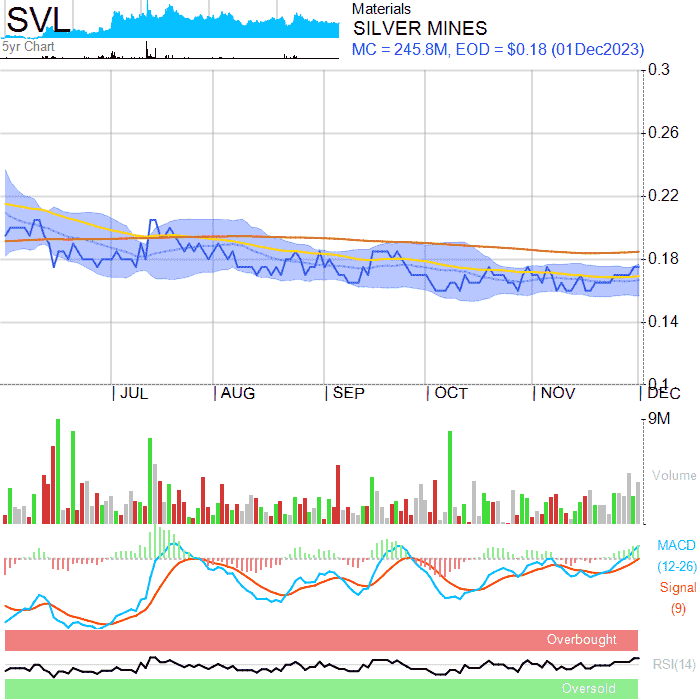 SVL
5yr Chart
Materials
SILVER MINES
MC = 245.8M, EOD = $0.18 (01Dec2023)
0.3
0.26
0.22
0.18
0.14
0.1
JUL AUG SEP OCT NOV DEC
9M
Volume
MACD
(12-26)
Signal
(9)
Overbought
RSI(14)
Oversold